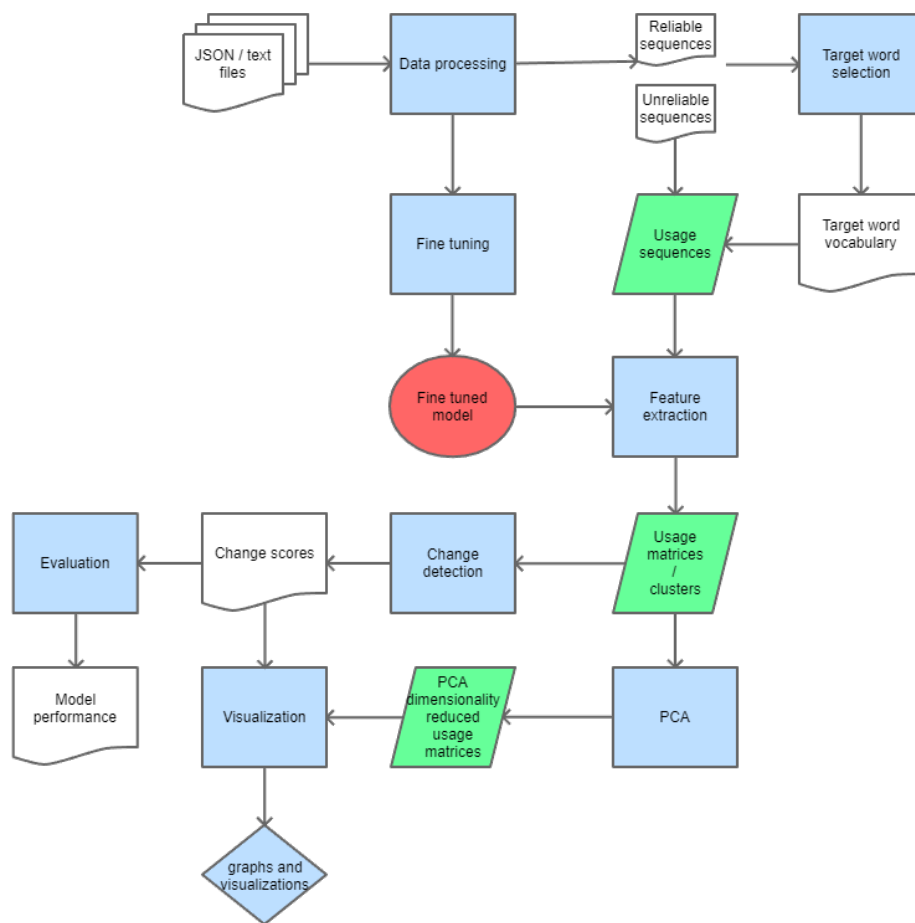 JSON / text
files
Data processing
Reliable
sequences
Target word
selection
Unreliable
sequences
Fine tuning
Usage
sequences
Target word
vocabulary
Fine tuned
model
Feature
extraction
Evaluation
Change scores
Change
detection
Usage
matrices
/
clusters
Model
performance
Visualization
PCA
dimensionality
reduced
usage
matrices
PCA
graphs and
visualizations